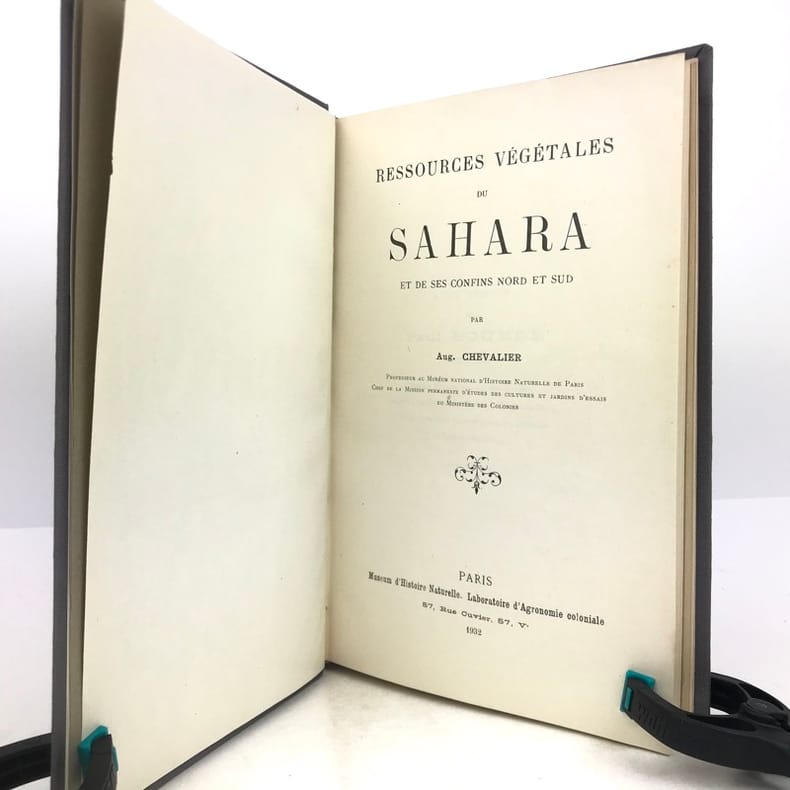 RESSOURCES VÉGÉTALES
DU
SAHARA
ET DE SES CONFINS NORD ET SUD
PAR
Aug. CHEVALIER
Professeur au Muséum national d'Histoire Naturelle de Paris
Chef de la Mission permanente d'études des cultures et jardins d'essais
du Ministère des Colonies
PARIS
Museum d'Histoire Naturelle. Laboratoire d'Agronomie coloniale
57, Rue Cuvier, 57, Vᵉ
1932